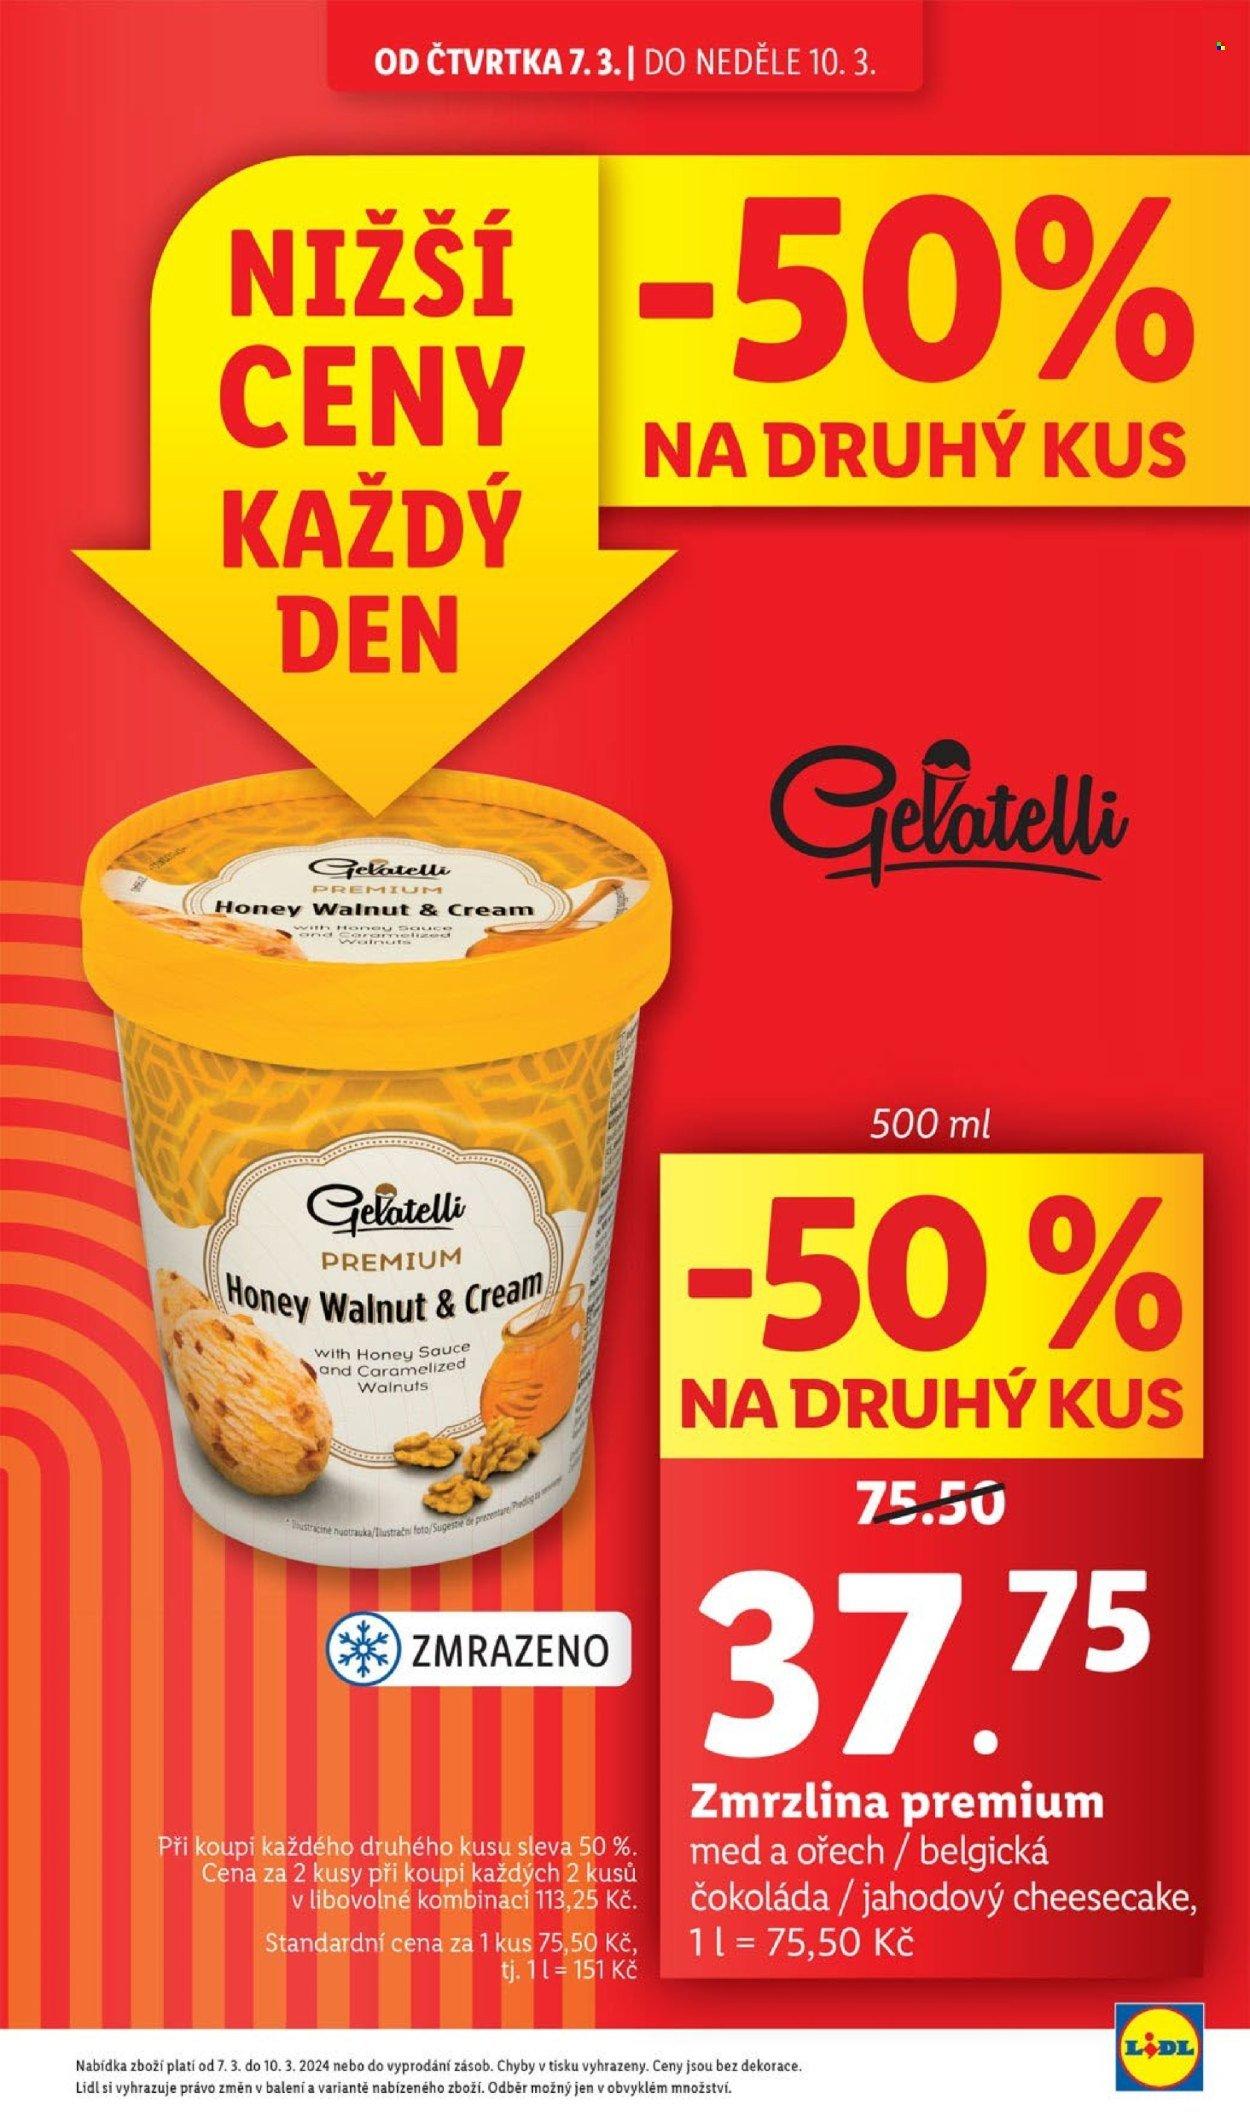 OD ČTVRTKA 7. 3. | DO NEDĚLE 10. 3.
NIŽŠÍ
CENY
KAŽDÝ
DEN
-50%
NA DRUHÝ KUS
Gelatelli
Gelatelli
PREMIUM
Honey Walnut & Cream
with Honey Sauce
and Caramelized
Walnuts
Gelatelli
PREMIUM
Honey Walnut & Cream
with Honey Sauce
and Caramelized
Walnuts
500 ml
-50 %
NA DRUHÝ KUS
75.50
37.75
Zmrzlina premium
med a ořech / belgická
čokoláda / jahodový cheesecake,
1 l = 75,50 Kč
ZMRAZENO
Při koupi každého druhého kusu sleva 50 %.
Cena za 2 kusy při koupi každých 2 kusů
v libovolné kombinaci 113,25 Kč.
Standardní cena za 1 kus 75,50 Kč,
tj. 1 l = 151 Kč
LIDL
Nabídka zboží platí od 7. 3. do 10. 3. 2024 nebo do vyprodání zásob. Chyby v tisku vyhrazeny. Ceny jsou bez dekorace.
Lidl si vyhrazuje právo změn v balení a variantě nabízeného zboží. Odběr možný jen v obvyklém množství.